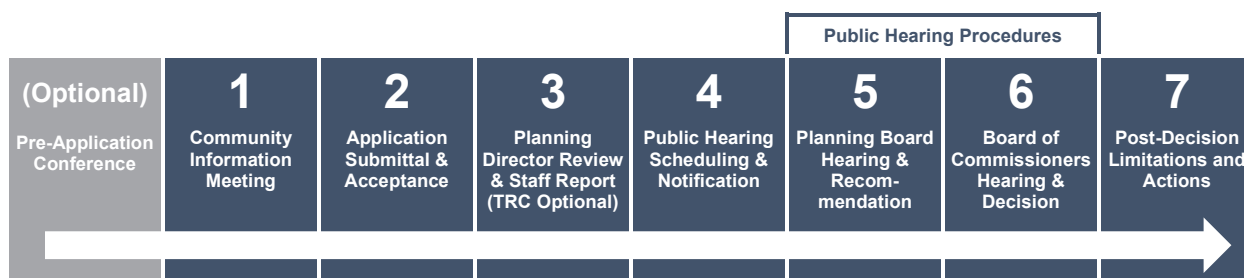 Public Hearing Procedures
(Optional)
Pre-Application
Conference
1
Community
Information
Meeting
2
Application
Submittal &
Acceptance
3
Planning
Director Review
& Staff Report
(TRC Optional)
4
Public Hearing
Scheduling &
Notification
5
Planning Board
Hearing &
Recom-
mendation
6
Board of
Commissioners
Hearing &
Decision
7
Post-Decision
Limitations and
Actions